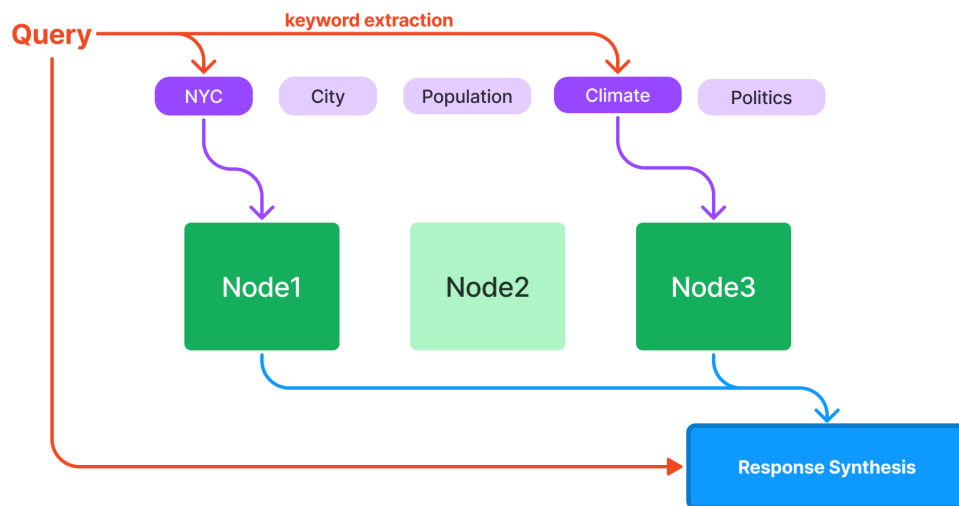 keyword extraction
Query
NYC
City
Population
Climate
Politics
Node1
Node2
Node3
Response Synthesis